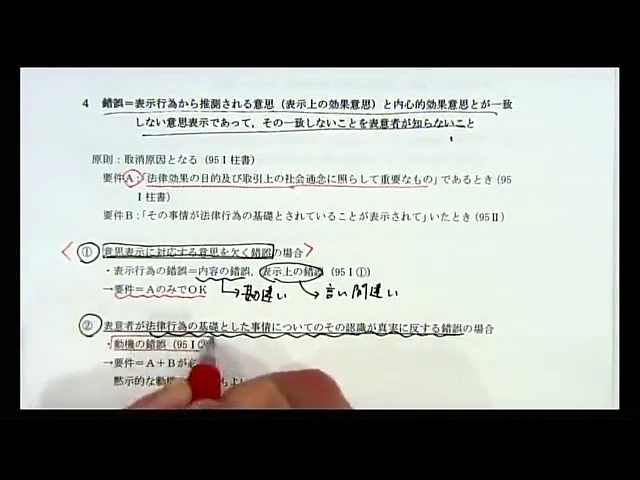 4 錯誤＝表示行為から推測される意思（表示上の効果意思）と内心的効果意思とが一致
しない意思表示であって，その一致しないことを表意者が知らないこと
原則：取消原因となる（95Ⅰ柱書）
要件A：「法律効果の目的及び取引上の社会通念に照らして重要なもの」であるとき（95
Ⅰ柱書）
要件B：「その事情が法律行為の基礎とされていることが表示されて」いたとき（95Ⅱ）
① 意思表示に対応する意思を欠く錯誤の場合
・表示行為の錯誤＝内容の錯誤，表示上の錯誤（95Ⅰ①）
→要件＝AのみでOK
勘違い
言い間違い
② 表意者が法律行為の基礎とした事情についてのその認識が真実に反する錯誤の場合
・動機の錯誤（95Ⅰ②
→要件＝A＋Bが必
黙示的な動
もよい